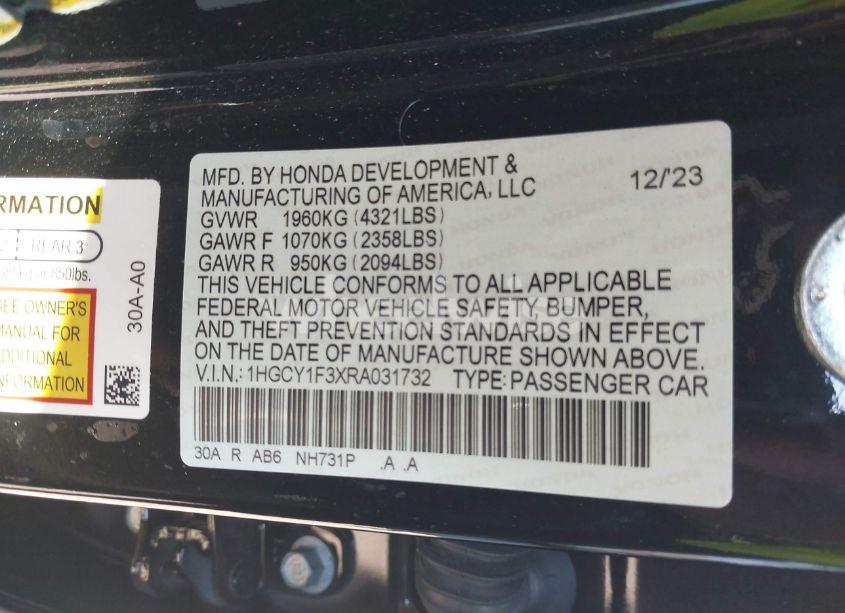 MFD. BY HONDA DEVELOPMENT &
MANUFACTURING OF AMERICA, LLC
12/'23
GVWR 1960KG (4321LBS)
GAWR F 1070KG (2358LBS)
GAWR R 950KG (2094LBS)
THIS VEHICLE CONFORMS TO ALL APPLICABLE
FEDERAL MOTOR VEHICLE SAFETY BUMPER,
AND THEFT PREVENTION STANDARDS IN EFFECT
ON THE DATE OF MANUFACTURE SHOWN ABOVE.
V.I.N.: 1HGCY1F3XRA031732 TYPE: PASSENGER CAR
30A R AB6 NH731P .A .A
RMATION
REAR 3
or 850lbs.
SEE OWNER'S
MANUAL FOR
ADDITIONAL
INFORMATION
30A-A0